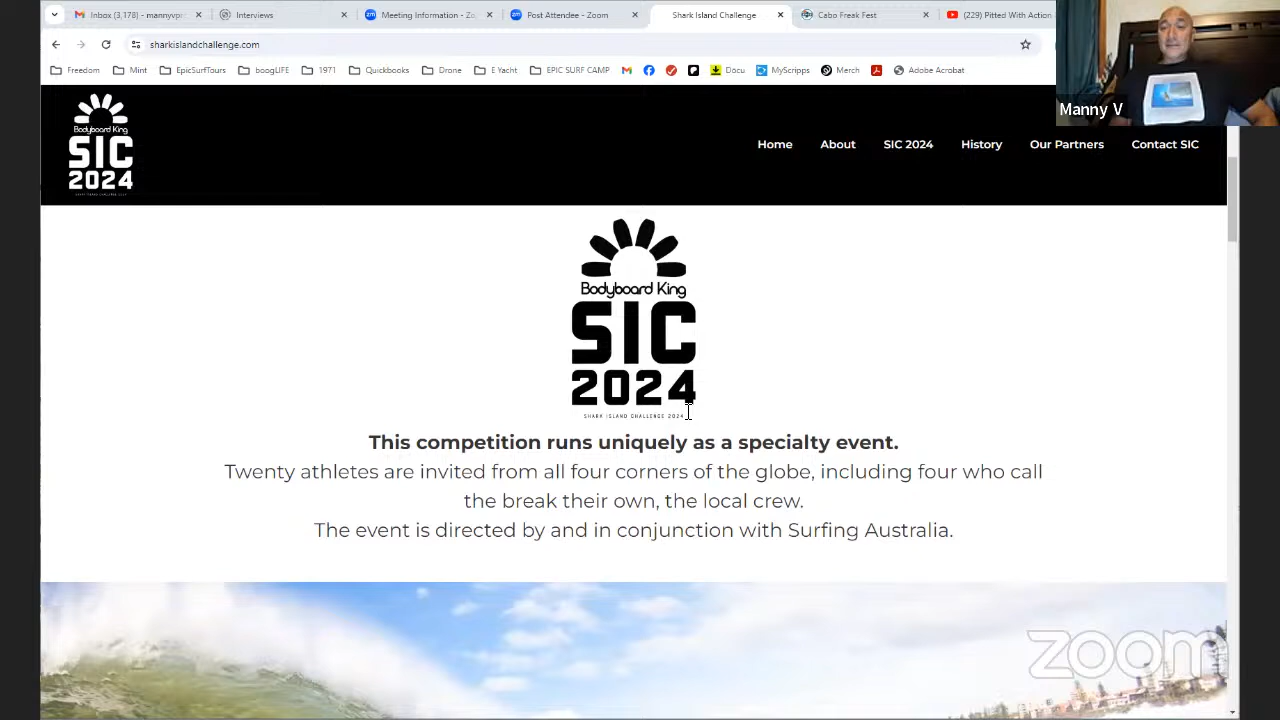 Inbox (3,178) - mannyvp
Interviews
Meeting Information - Zo
Post Attendee - Zoom
Shark Island Challenge
Cabo Freak Fest
(229) Pitted With Action
sharkislandchallenge.com
Freedom
Mint
EpicSurfTours
boogLIFE
1971
Quickbooks
Drone
E Yacht
EPIC SURF CAMP
Docu
MyScripps
Merch
Adobe Acrobat
Manny V
Bodyboard King
SIC
2024
Home
About
SIC 2024
History
Our Partners
Contact SIC
Bodyboard King
SIC
2024
SHARK ISLAND CHALLENGE 2024
This competition runs uniquely as a specialty event.
Twenty athletes are invited from all four corners of the globe, including four who call
the break their own, the local crew.
The event is directed by and in conjunction with Surfing Australia.
zoom